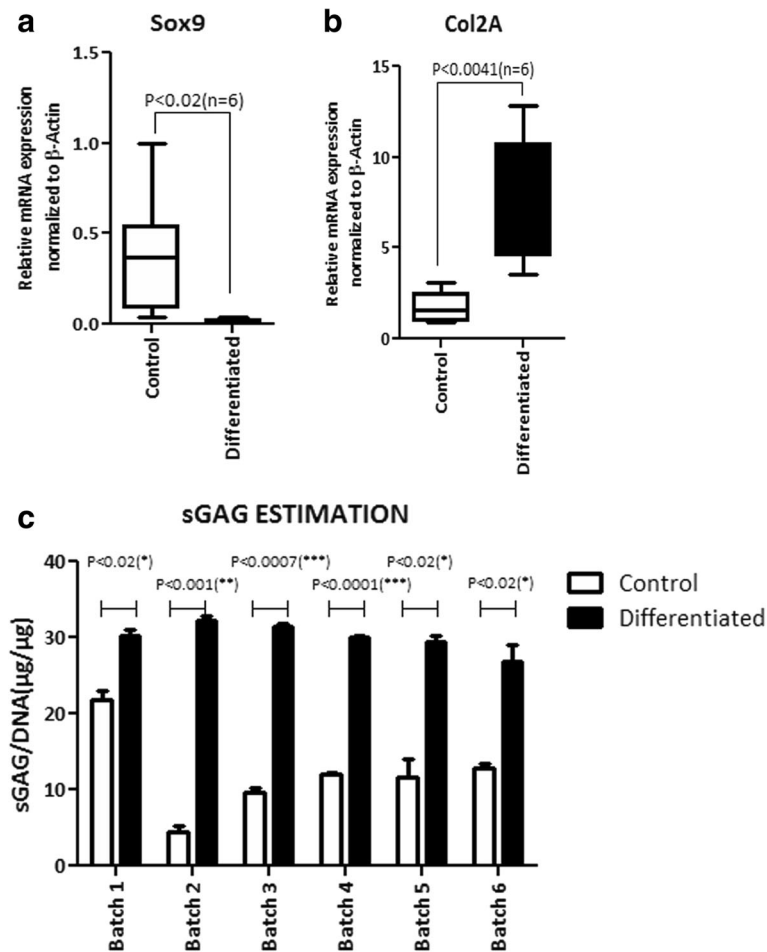 a
Sox9
Relative mRNA expression
normalized to β-Actin
1.5
1.0
0.5
0.0
P<0.02(n=6)
Control
Differentiated
b
Col2A
Relative mRNA expression
normalized to β-Actin
15
10
5
0
P<0.0041(n=6)
Control
Differentiated
c
sGAG ESTIMATION
sGAG/DNA(µg/µg)
40
30
20
10
0
P<0.02(*)
P<0.001(**)
P<0.0007(***)
P<0.0001(***)
P<0.02(*)
P<0.02(*)
Batch 1
Batch 2
Batch 3
Batch 4
Batch 5
Batch 6
Control
Differentiated